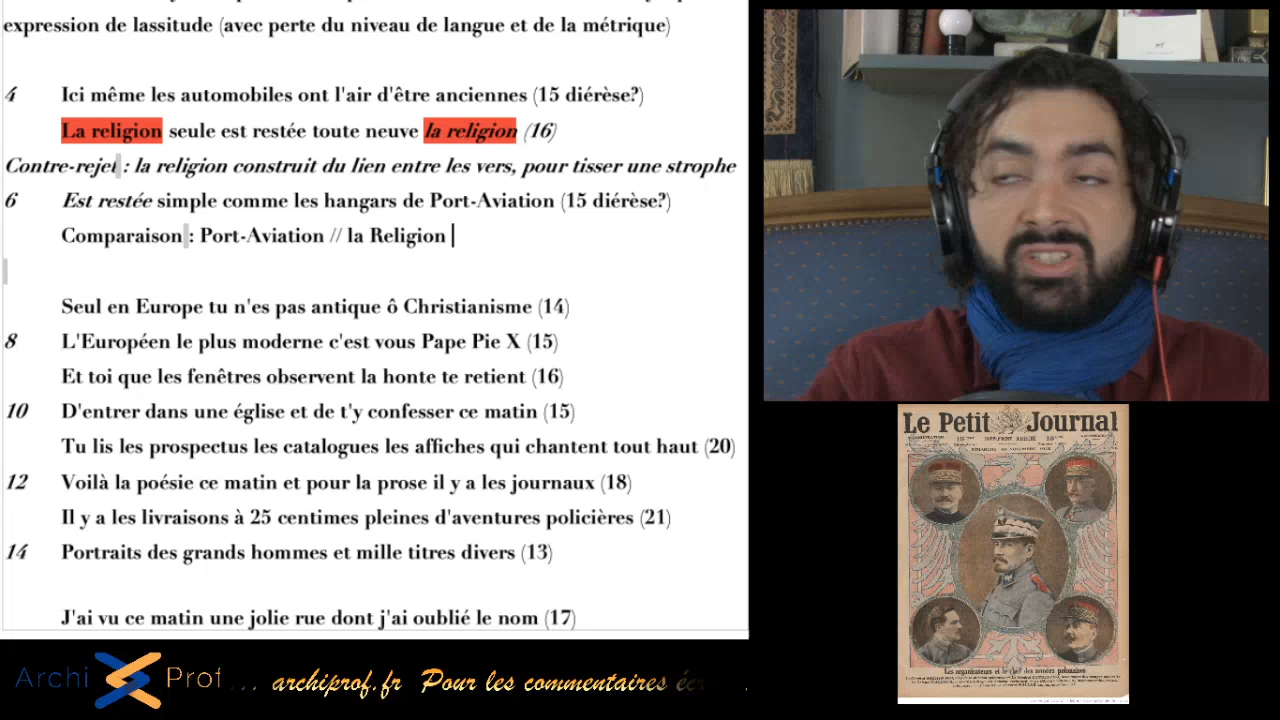 expression de lassitude (avec perte du niveau de langue et de la métrique)
4 Ici même les automobiles ont l'air d'être anciennes (15 diérèse?)
La religion seule est restée toute neuve la religion (16)
Contre-rejet : la religion construit du lien entre les vers, pour tisser une strophe
6 Est restée simple comme les hangars de Port-Aviation (15 diérèse?)
Comparaison : Port-Aviation // la Religion
Seul en Europe tu n'es pas antique ô Christianisme (14)
8 L'Européen le plus moderne c'est vous Pape Pie X (15)
Et toi que les fenêtres observent la honte te retient (16)
10 D'entrer dans une église et de t'y confesser ce matin (15)
Tu lis les prospectus les catalogues les affiches qui chantent tout haut (20)
12 Voilà la poésie ce matin et pour la prose il y a les journaux (18)
Il y a les livraisons à 25 centimes pleines d'aventures policières (21)
14 Portraits des grands hommes et mille titres divers (13)
J'ai vu ce matin une jolie rue dont j'ai oublié le nom (17)
Le Petit Journal
Les organisateurs et le chef des armées polonaises
Archi Prof ... archiprof.fr Pour les commentaires